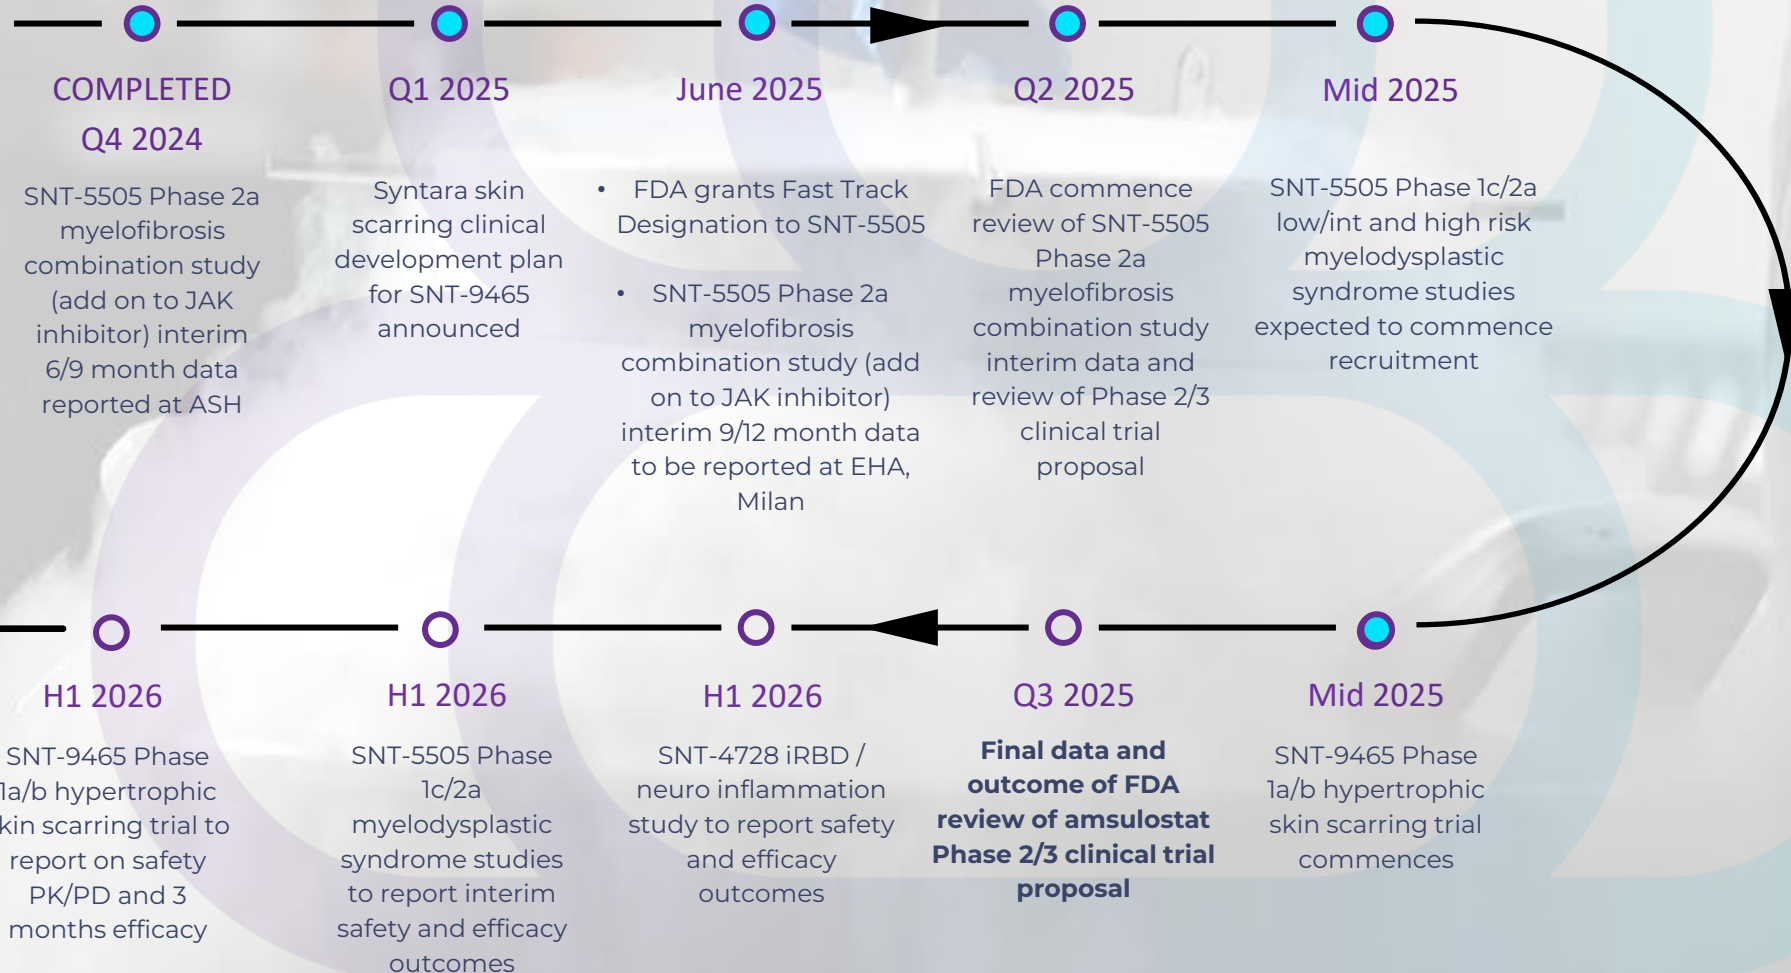 COMPLETED
Q4 2024
SNT-5505 Phase 2a
myelofibrosis
combination study
(add on to JAK
inhibitor) interim
6/9 month data
reported at ASH
Q1 2025
Syntara skin
scarring clinical
development plan
for SNT-9465
announced
June 2025
• FDA grants Fast Track
Designation to SNT-5505
• SNT-5505 Phase 2a
myelofibrosis
combination study (add
on to JAK inhibitor)
interim 9/12 month data
to be reported at EHA,
Milan
Q2 2025
FDA commence
review of SNT-5505
Phase 2a
myelofibrosis
combination study
interim data and
review of Phase 2/3
clinical trial
proposal
Mid 2025
SNT-5505 Phase 1c/2a
low/int and high risk
myelodysplastic
syndrome studies
expected to commence
recruitment
H1 2026
SNT-9465 Phase
1a/b hypertrophic
skin scarring trial to
report on safety
PK/PD and 3
months efficacy
H1 2026
SNT-5505 Phase
1c/2a
myelodysplastic
syndrome studies
to report interim
safety and efficacy
outcomes
H1 2026
SNT-4728 iRBD /
neuro inflammation
study to report safety
and efficacy
outcomes
Q3 2025
Final data and
outcome of FDA
review of amsulostat
Phase 2/3 clinical trial
proposal
Mid 2025
SNT-9465 Phase
1a/b hypertrophic
skin scarring trial
commences